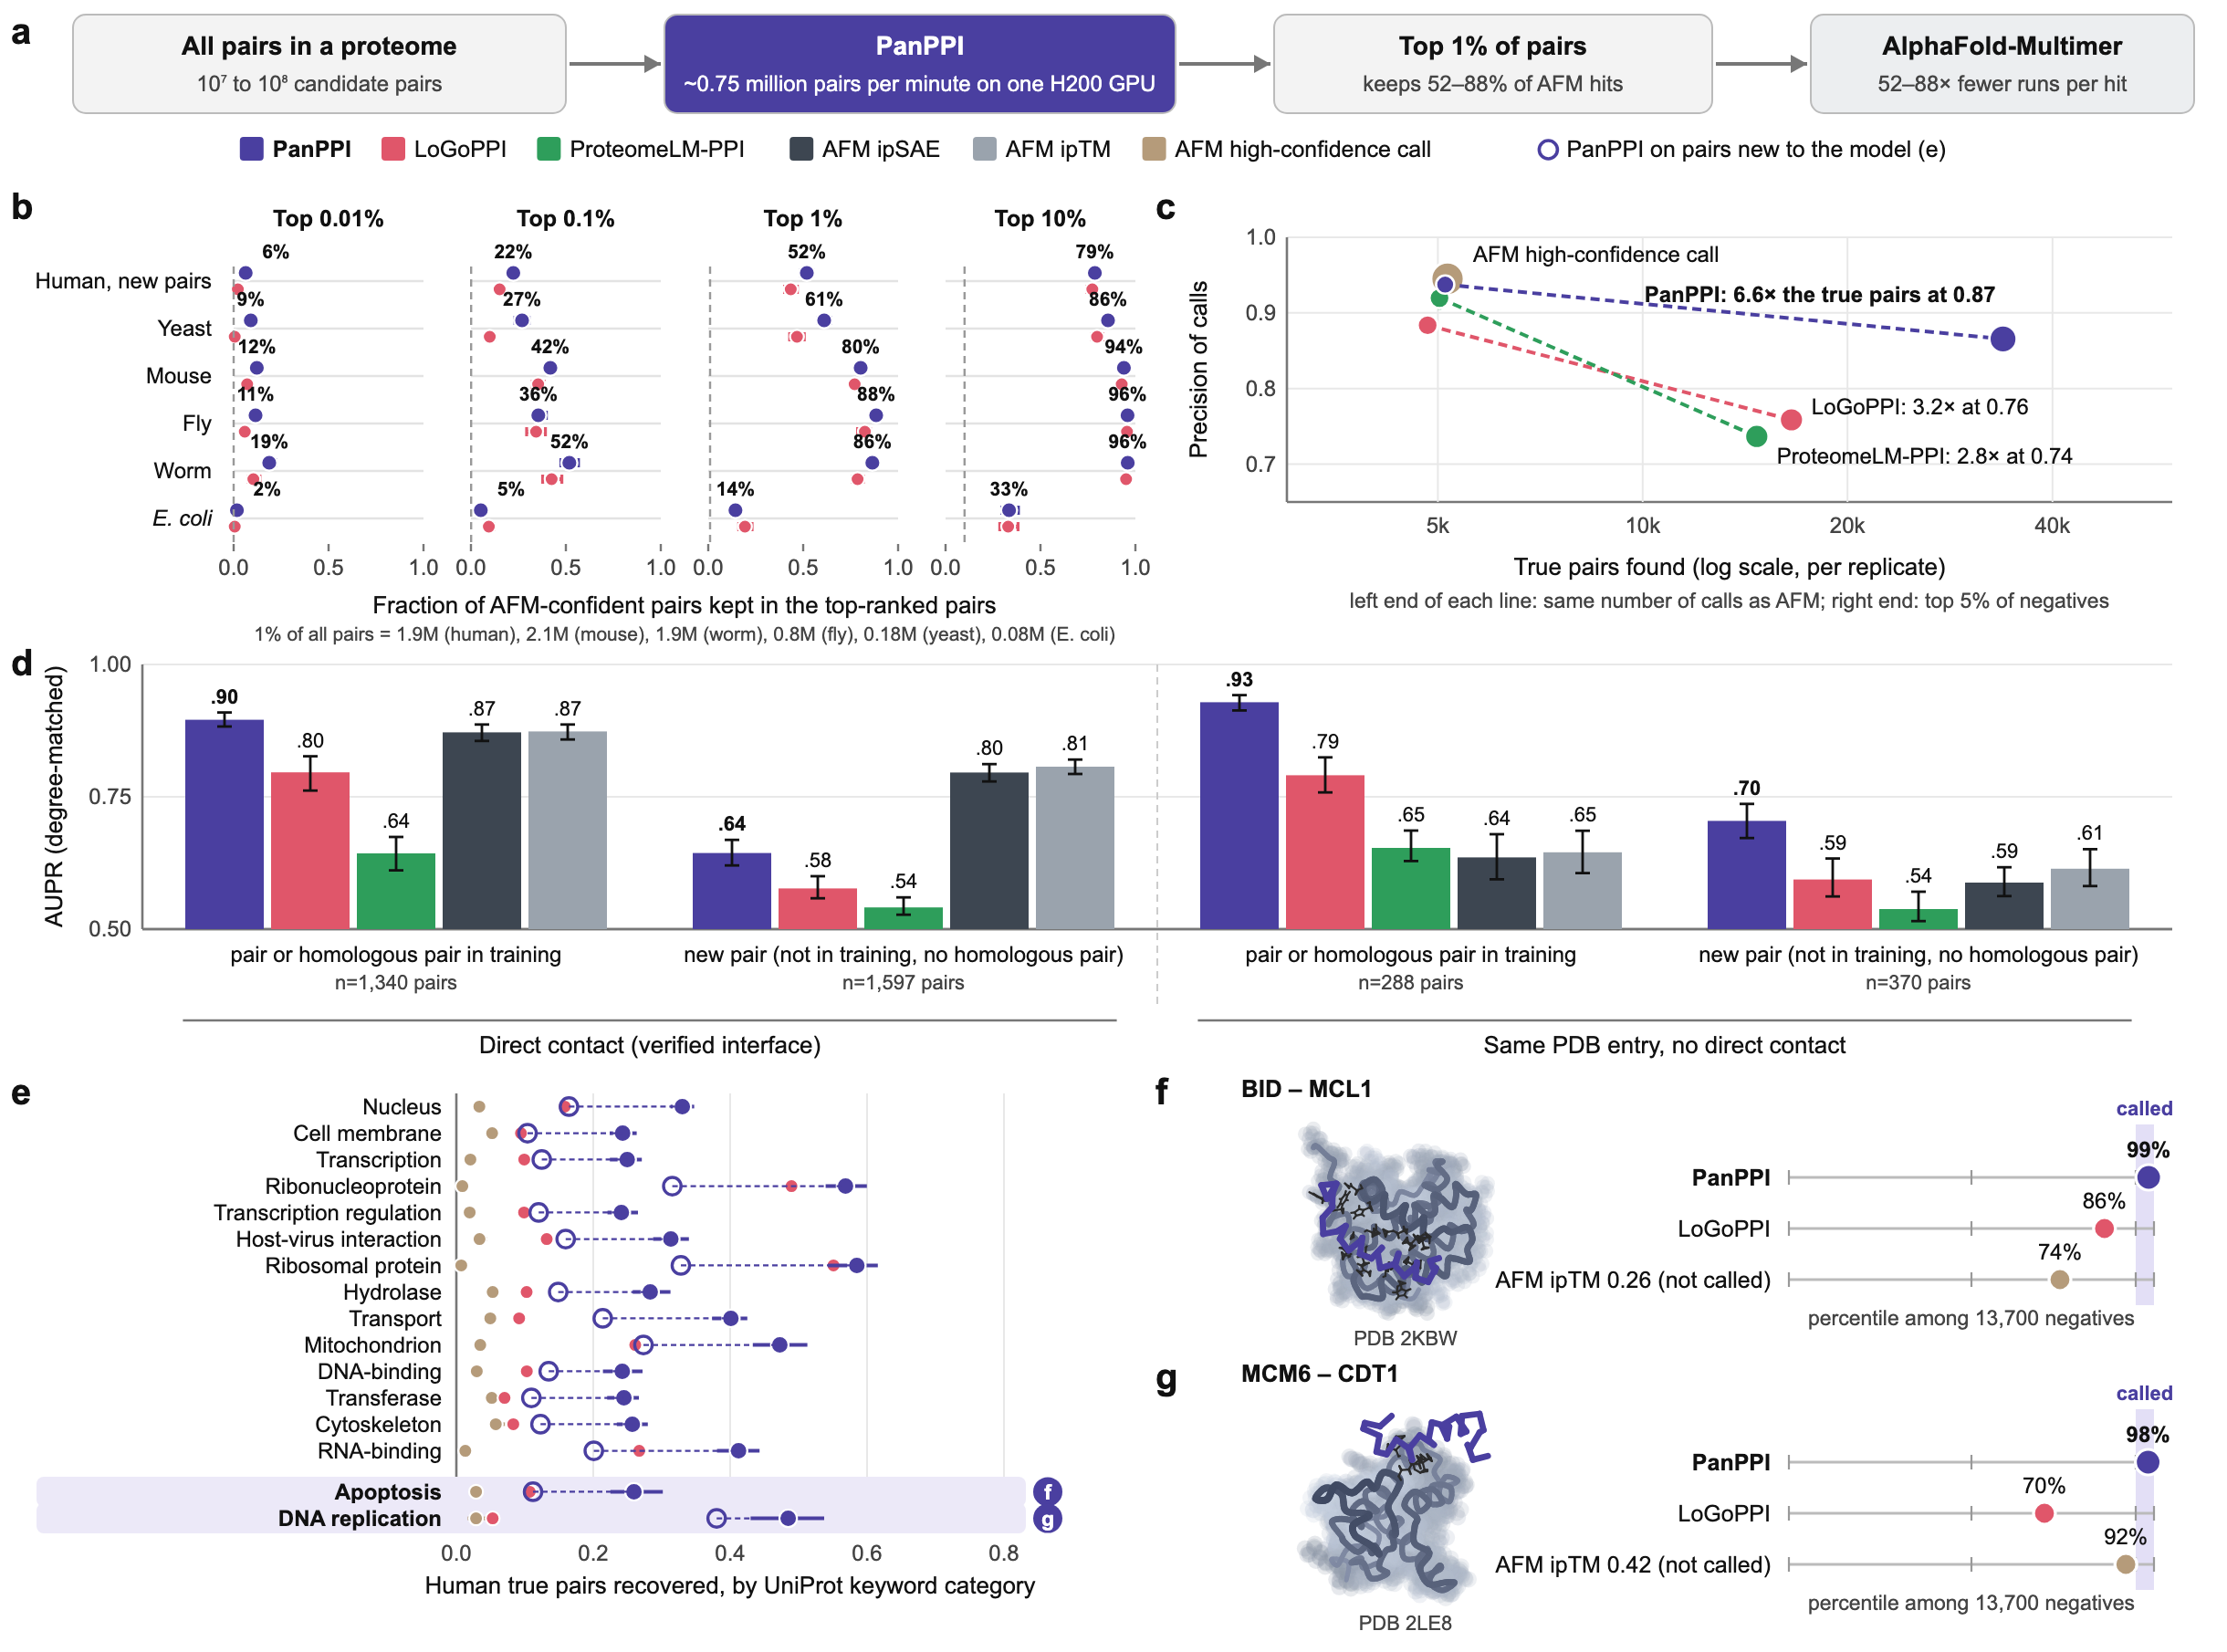 a
All pairs in a proteome
10⁷ to 10⁸ candidate pairs
PanPPI
~0.75 million pairs per minute on one H200 GPU
Top 1% of pairs
keeps 52–88% of AFM hits
AlphaFold-Multimer
52–88× fewer runs per hit
PanPPI LoGoPPI ProteomeLM-PPI AFM ipSAE AFM ipTM AFM high-confidence call PanPPI on pairs new to the model (e)
b
Top 0.01% Top 0.1% Top 1% Top 10%
6% 22% 52% 79%
Human, new pairs
9% 27% 61% 86%
Yeast
12% 42% 80% 94%
Mouse
11% 36% 88% 96%
Fly
19% 52% 86% 96%
Worm
2% 5% 14% 33%
E. coli
0.0 0.5 1.0 0.0 0.5 1.0 0.0 0.5 1.0 0.0 0.5 1.0
Fraction of AFM-confident pairs kept in the top-ranked pairs
1% of all pairs = 1.9M (human), 2.1M (mouse), 1.9M (worm), 0.8M (fly), 0.18M (yeast), 0.08M (E. coli)
c
Precision of calls
1.0
0.9
0.8
0.7
AFM high-confidence call
PanPPI: 6.6× the true pairs at 0.87
LoGoPPI: 3.2× at 0.76
ProteomeLM-PPI: 2.8× at 0.74
5k 10k 20k 40k
True pairs found (log scale, per replicate)
left end of each line: same number of calls as AFM; right end: top 5% of negatives
d
AUPR (degree-matched)
1.00
0.75
0.50
.90 .80 .64 .87 .87
.64 .58 .54 .80 .81
.93 .79 .65 .64 .65
.70 .59 .54 .59 .61
pair or homologous pair in training
n=1,340 pairs
new pair (not in training, no homologous pair)
n=1,597 pairs
pair or homologous pair in training
n=288 pairs
new pair (not in training, no homologous pair)
n=370 pairs
Direct contact (verified interface)
Same PDB entry, no direct contact
e
Nucleus
Cell membrane
Transcription
Ribonucleoprotein
Transcription regulation
Host-virus interaction
Ribosomal protein
Hydrolase
Transport
Mitochondrion
DNA-binding
Transferase
Cytoskeleton
RNA-binding
Apoptosis f
DNA replication g
0.0 0.2 0.4 0.6 0.8
Human true pairs recovered, by UniProt keyword category
f
BID – MCL1
called
99%
PanPPI
86%
LoGoPPI
74%
AFM ipTM 0.26 (not called)
percentile among 13,700 negatives
PDB 2KBW
g
MCM6 – CDT1
called
98%
PanPPI
70%
LoGoPPI
92%
AFM ipTM 0.42 (not called)
percentile among 13,700 negatives
PDB 2LE8